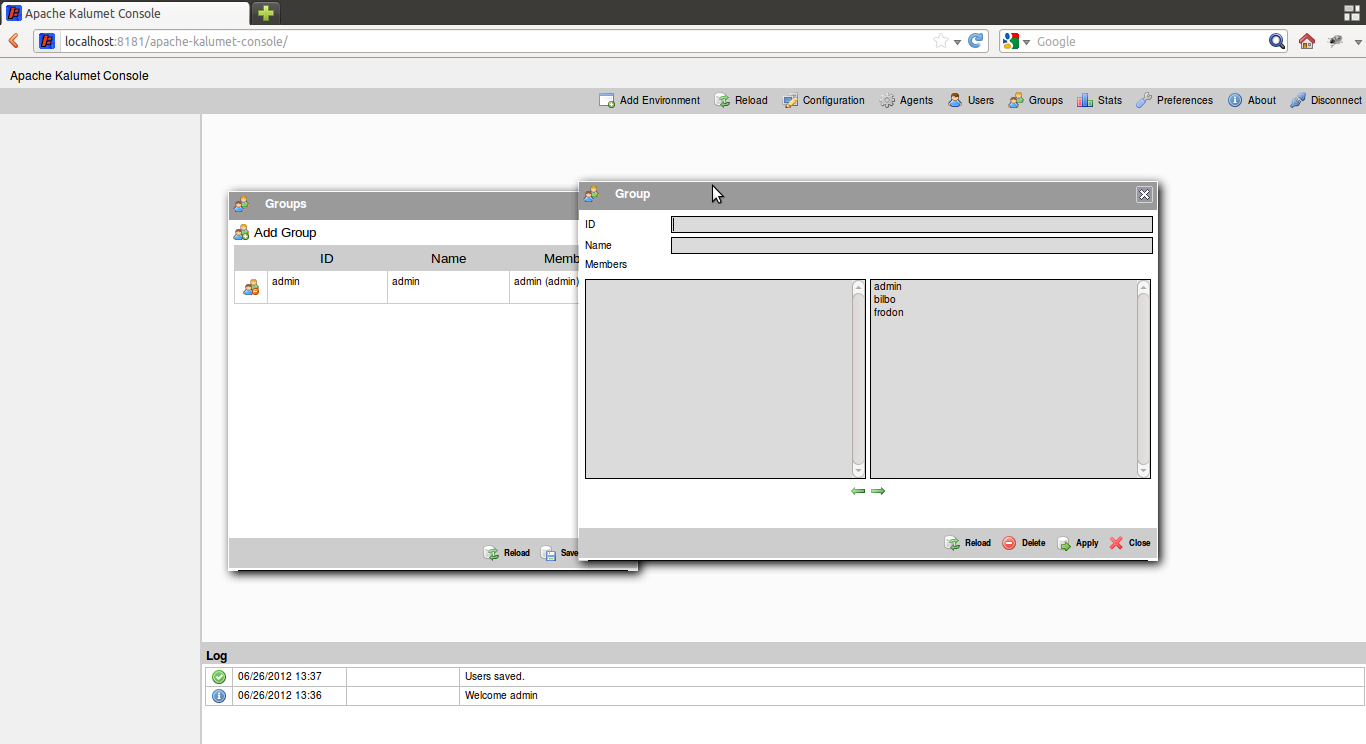 Apache Kalumet Console
localhost:8181/apache-kalumet-console/
Google
Apache Kalumet Console
Add Environment Reload Configuration Agents Users Groups Stats Preferences About Disconnect
Groups
Add Group
ID Name Memb
admin admin admin (admin)
Reload Save
Group
ID
Name
Members
admin
bilbo
frodon
Reload Delete Apply Close
Log
06/26/2012 13:37 Users saved.
06/26/2012 13:36 Welcome admin